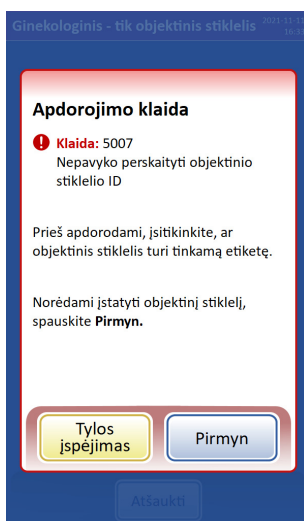 Ginekologinis - tik objektinis stiklelis
Apdorojimo klaida
Klaida: 5007
Nepavyko perskaityti objektinio
stiklelio ID
Prieš apdorodami, įsitikinkite, ar
objektinis stiklelis turi tinkamą etiketę.
Norėdami įstatyti objektinį stiklelį,
spauskite Pirmyn.
Tylos
įspėjimas
Pirmyn
Atšaukti